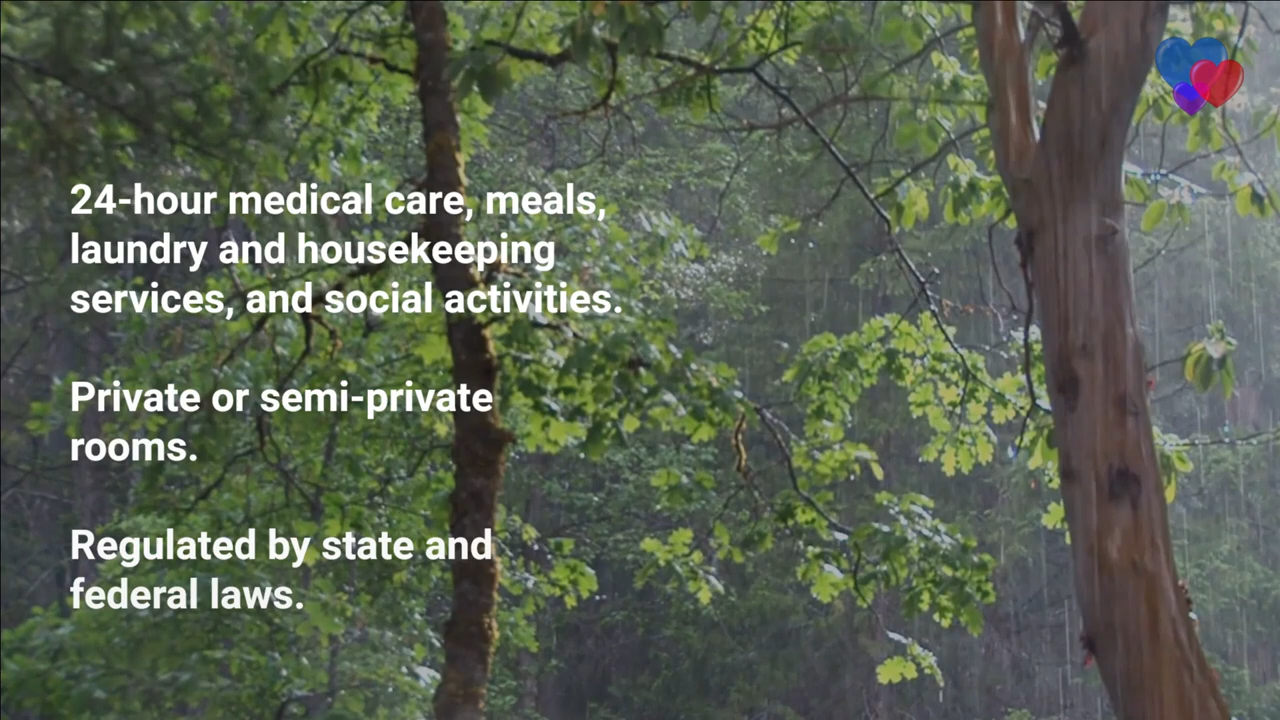 24-hour medical care, meals,
laundry and housekeeping
services, and social activities.
Private or semi-private
rooms.
Regulated by state and
federal laws.